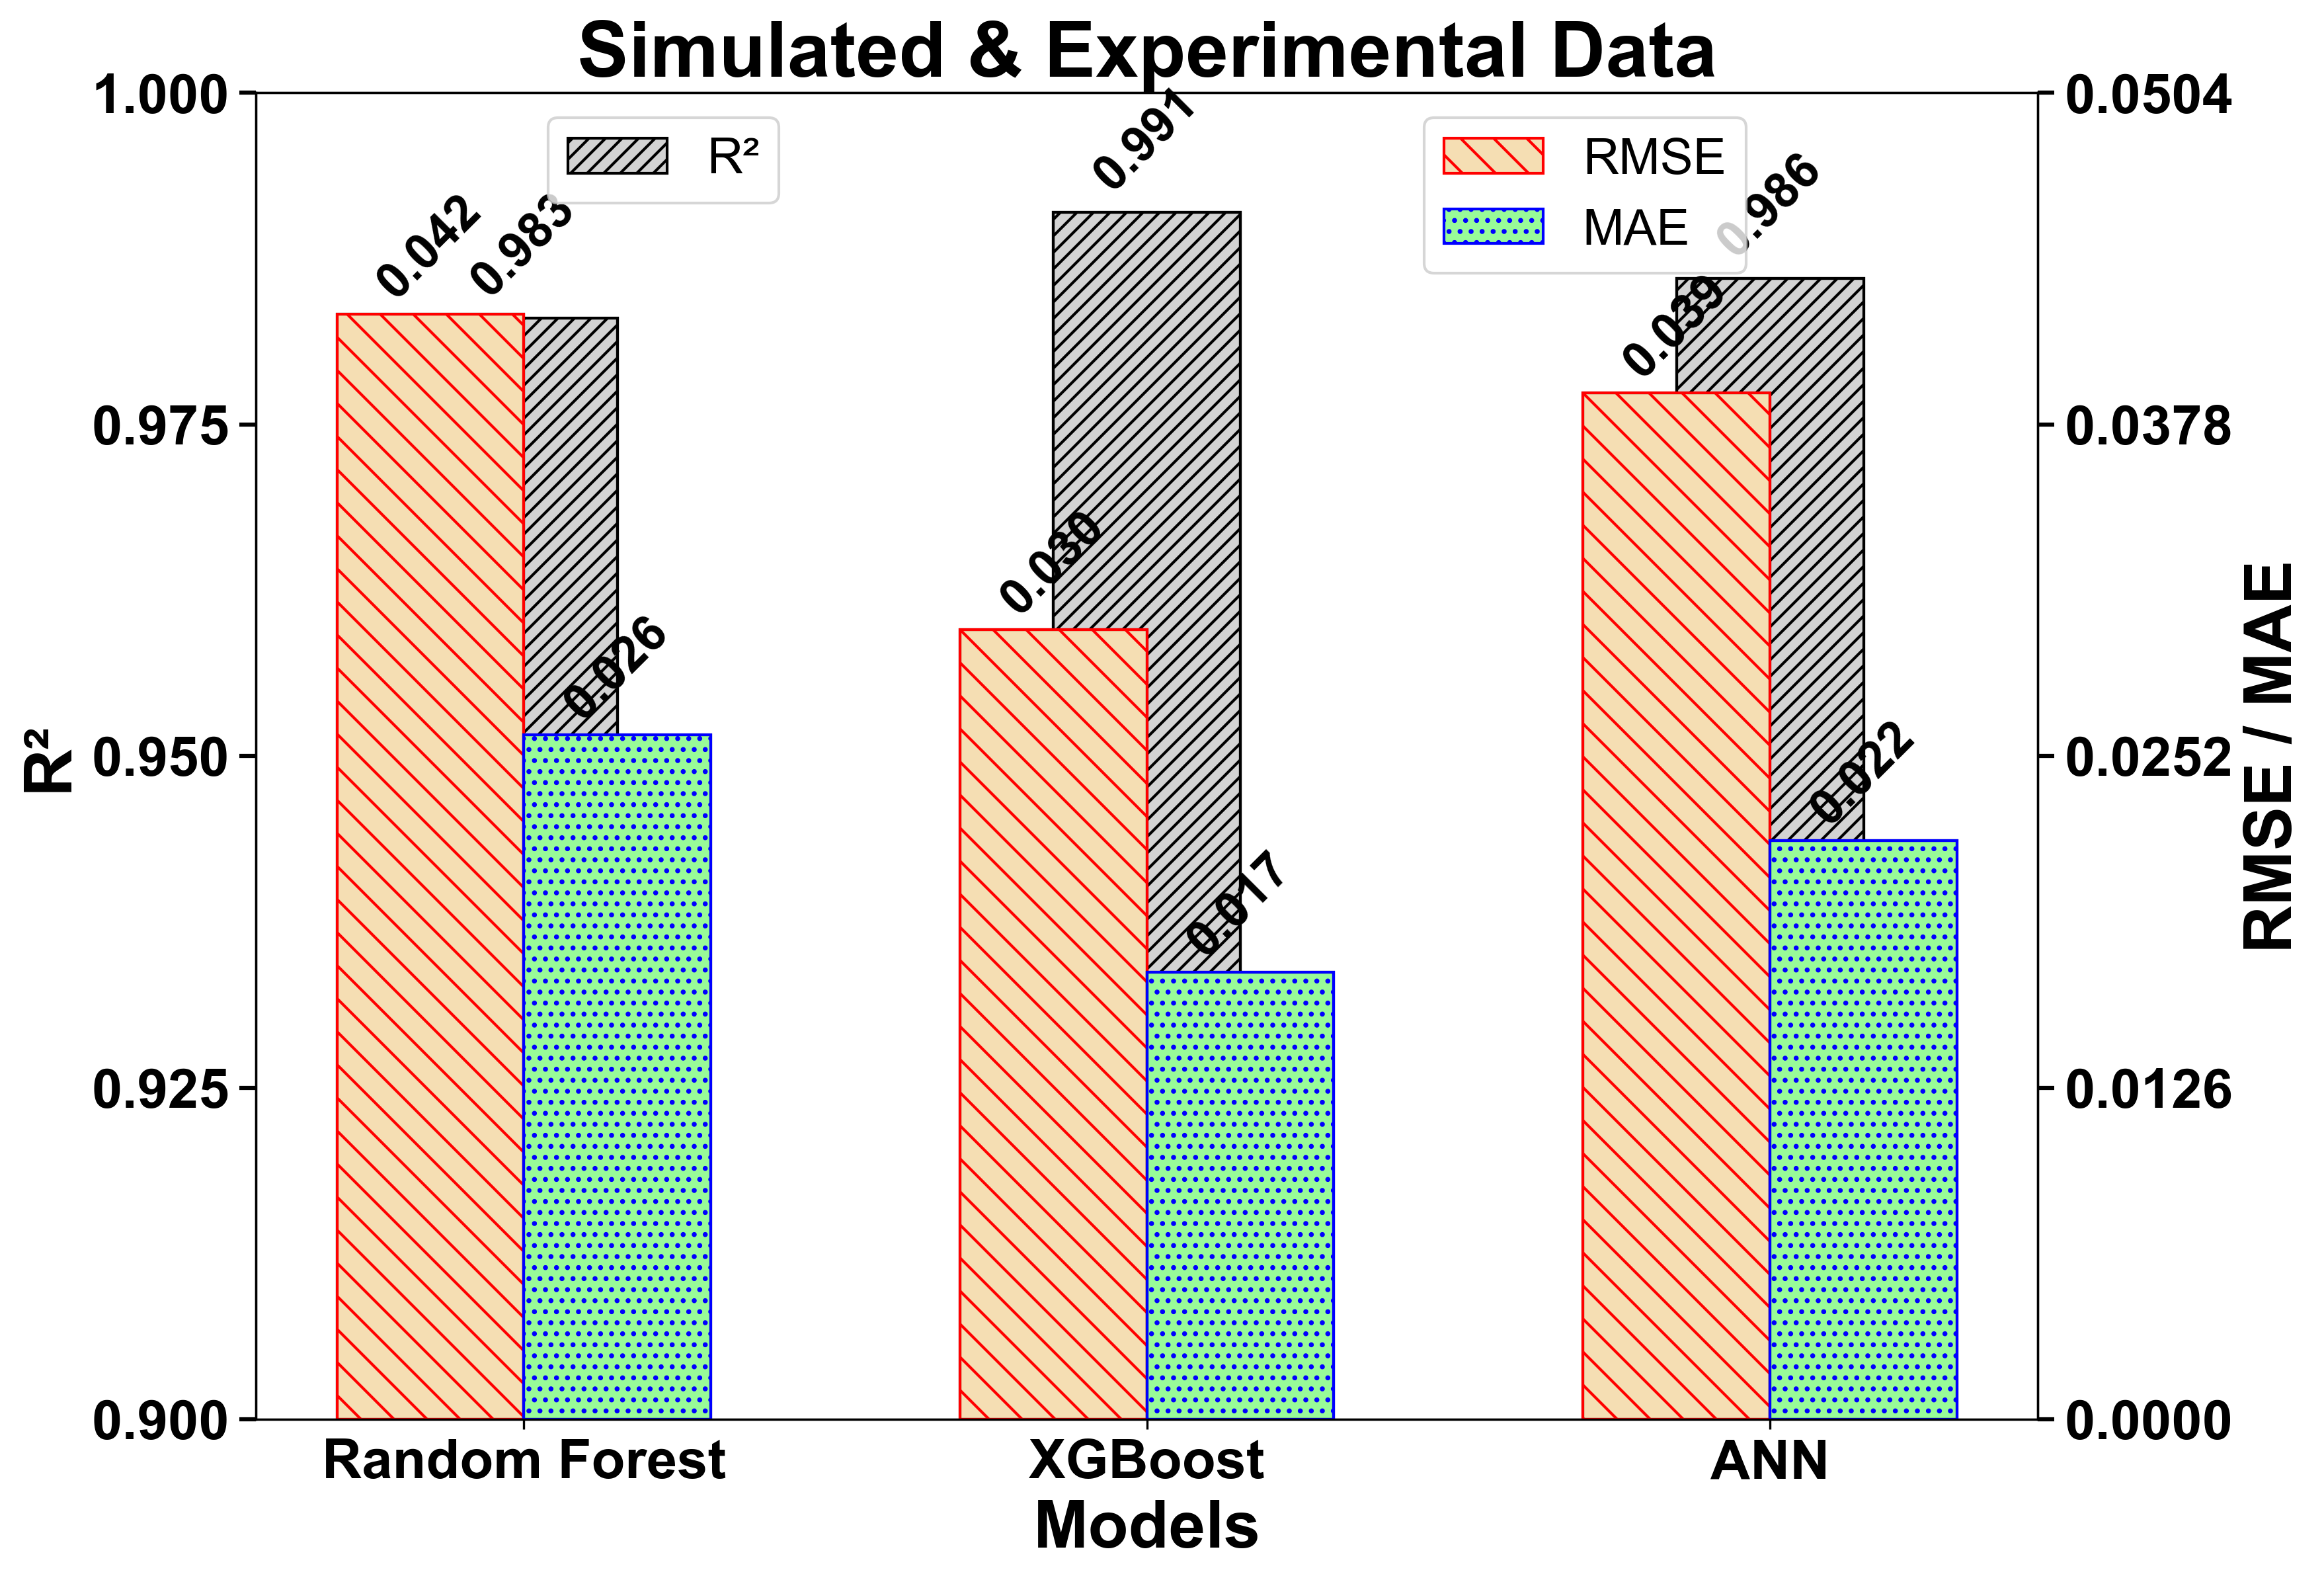 Simulated & Experimental Data
R²
RMSE
MAE
1.000
0.975
0.950
0.925
0.900
R²
0.0504
0.0378
0.0252
0.0126
0.0000
RMSE / MAE
0.042
0.983
0.026
0.991
0.030
0.017
0.986
0.039
0.022
Random Forest
XGBoost
ANN
Models